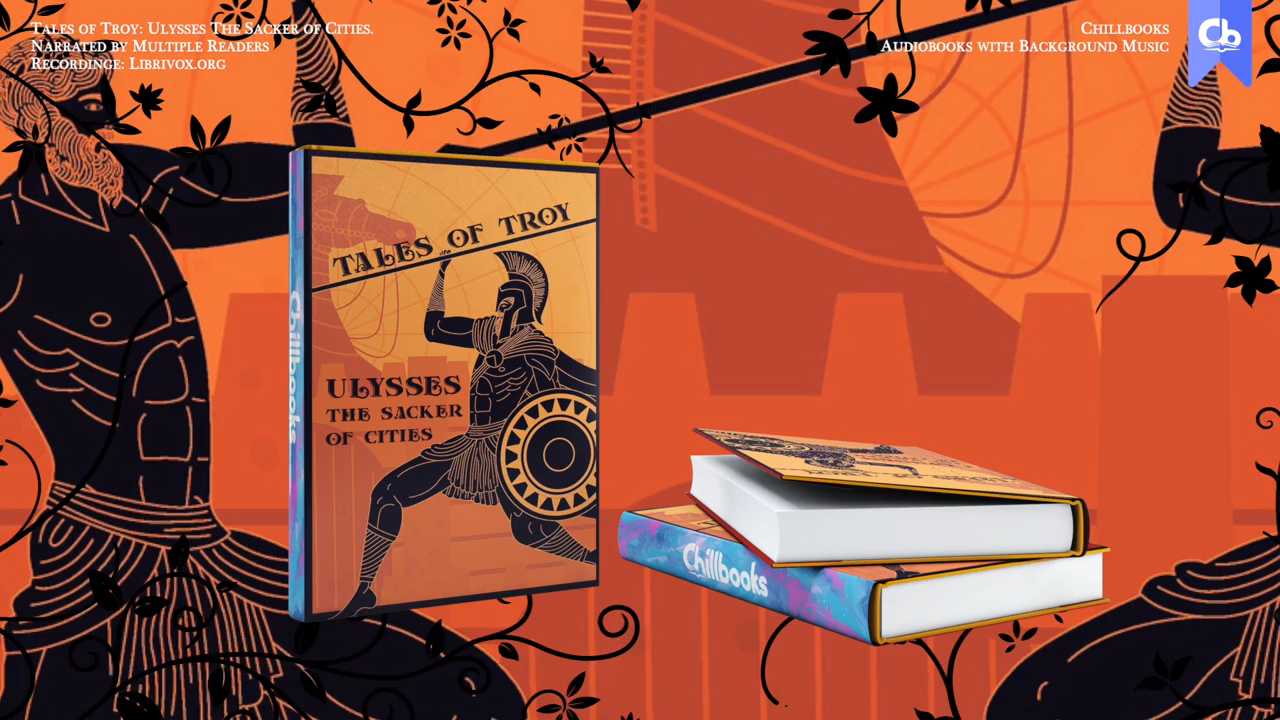 Tales of Troy: Ulysses The Sacker of Cities.
Narrated by Multiple Readers
Recordinge: Librivox.org
Chillbooks
Audiobooks with Background Music
Cb
TALES OF TROY
ULYSSES
THE SACKER
OF CITIES
Chillbooks
Chillbooks